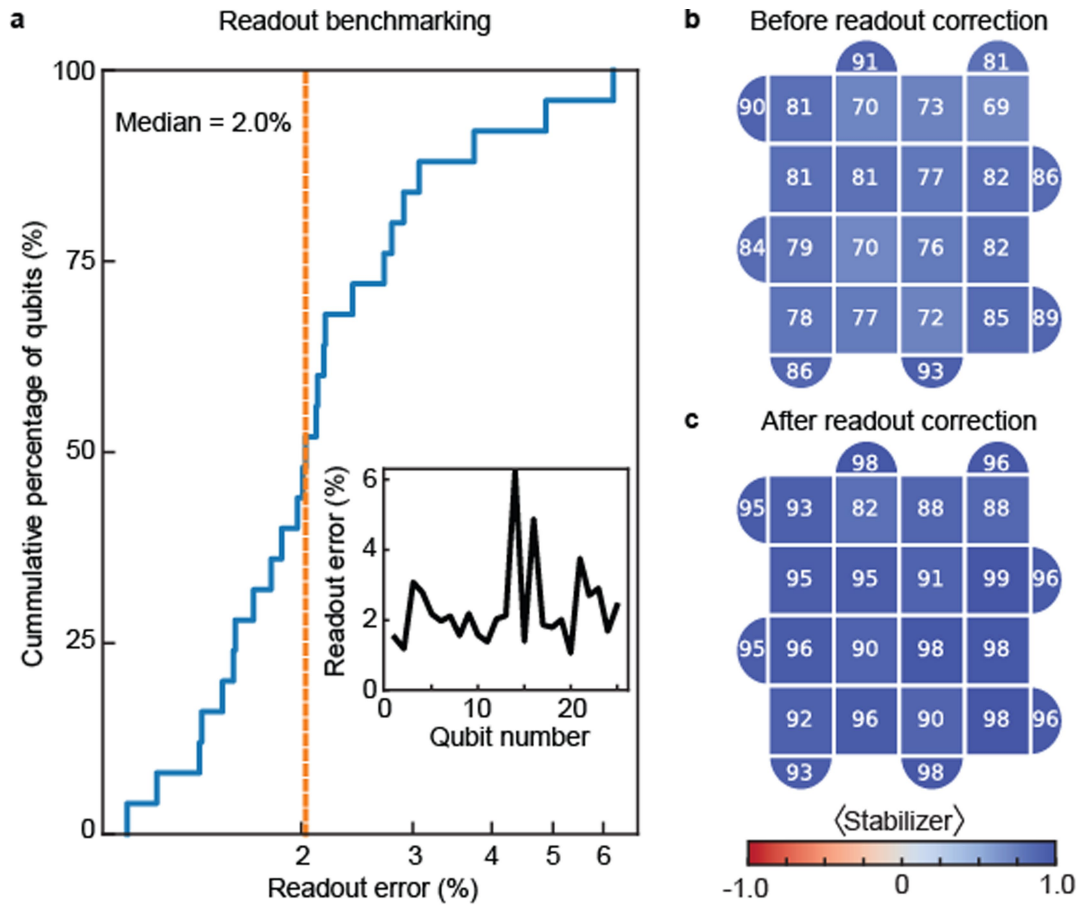 a
Readout benchmarking
100
75
50
25
0
Cummulative percentage of qubits (%)
Median = 2.0%
2 3 4 5 6
Readout error (%)
6
4
2
0
Readout error (%)
0 10 20
Qubit number
b
Before readout correction
91 81
90 81 70 73 69
81 81 77 82 86
84 79 70 76 82
78 77 72 85 89
86 93
c
After readout correction
98 96
95 93 82 88 88
95 95 91 99 96
95 96 90 98 98
92 96 90 98 96
93 98
⟨Stabilizer⟩
-1.0 0 1.0